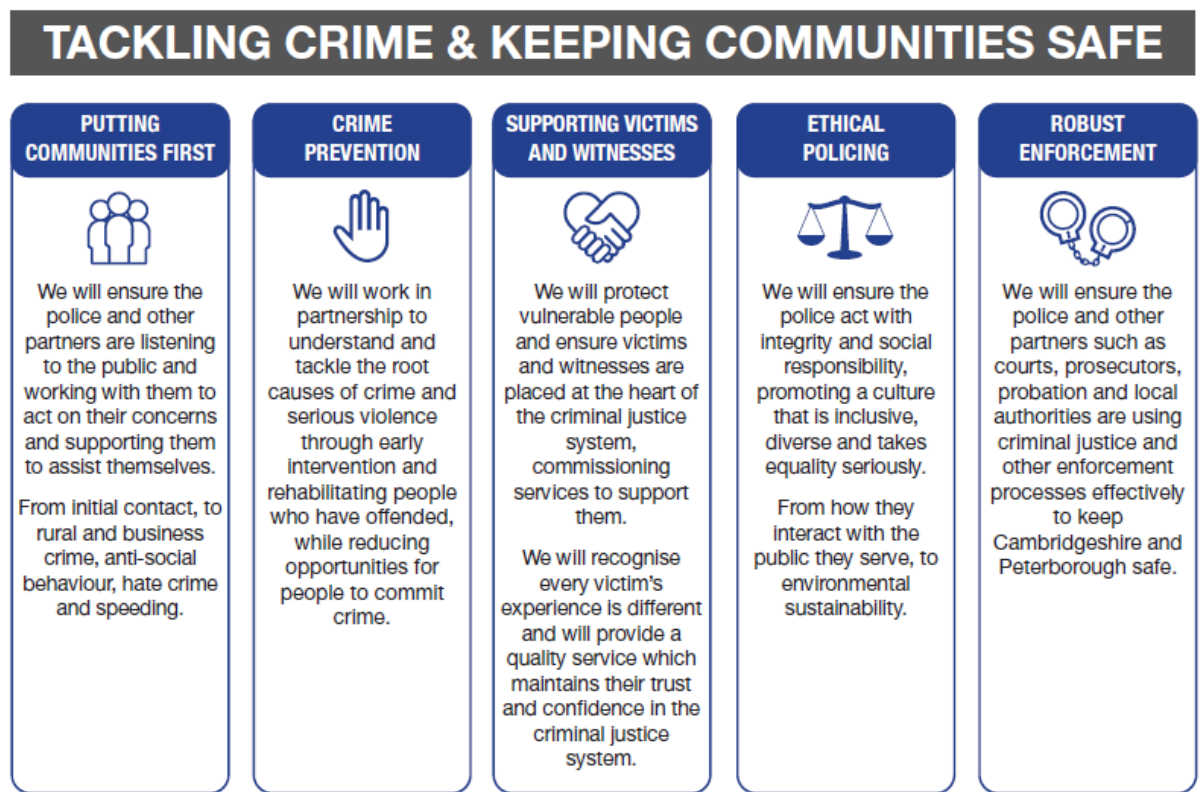 TACKLING CRIME & KEEPING COMMUNITIES SAFE
PUTTING
COMMUNITIES FIRST
We will ensure the
police and other
partners are listening
to the public and
working with them to
act on their concerns
and supporting them
to assist themselves.
From initial contact, to
rural and business
crime, anti-social
behaviour, hate crime
and speeding.
CRIME
PREVENTION
We will work in
partnership to
understand and
tackle the root
causes of crime and
serious violence
through early
intervention and
rehabilitating people
who have offended,
while reducing
opportunities for
people to commit
crime.
SUPPORTING VICTIMS
AND WITNESSES
We will protect
vulnerable people
and ensure victims
and witnesses are
placed at the heart of
the criminal justice
system,
commissioning
services to support
them.
We will recognise
every victim's
experience is different
and will provide a
quality service which
maintains their trust
and confidence in the
criminal justice
system.
ETHICAL
POLICING
We will ensure the
police act with
integrity and social
responsibility,
promoting a culture
that is inclusive,
diverse and takes
equality seriously.
From how they
interact with the
public they serve, to
environmental
sustainability.
ROBUST
ENFORCEMENT
We will ensure the
police and other
partners such as
courts, prosecutors,
probation and local
authorities are using
criminal justice and
other enforcement
processes effectively
to keep
Cambridgeshire and
Peterborough safe.